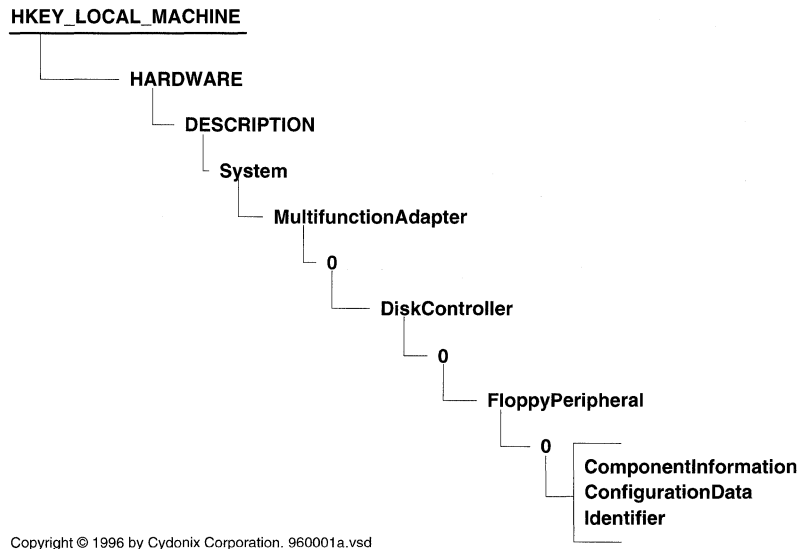 HKEY_LOCAL_MACHINE
HARDWARE
DESCRIPTION
System
MultifunctionAdapter
0
DiskController
0
FloppyPeripheral
0
ComponentInformation
ConfigurationData
Identifier
Copyright © 1996 by Cydonix Corporation. 960001a.vsd